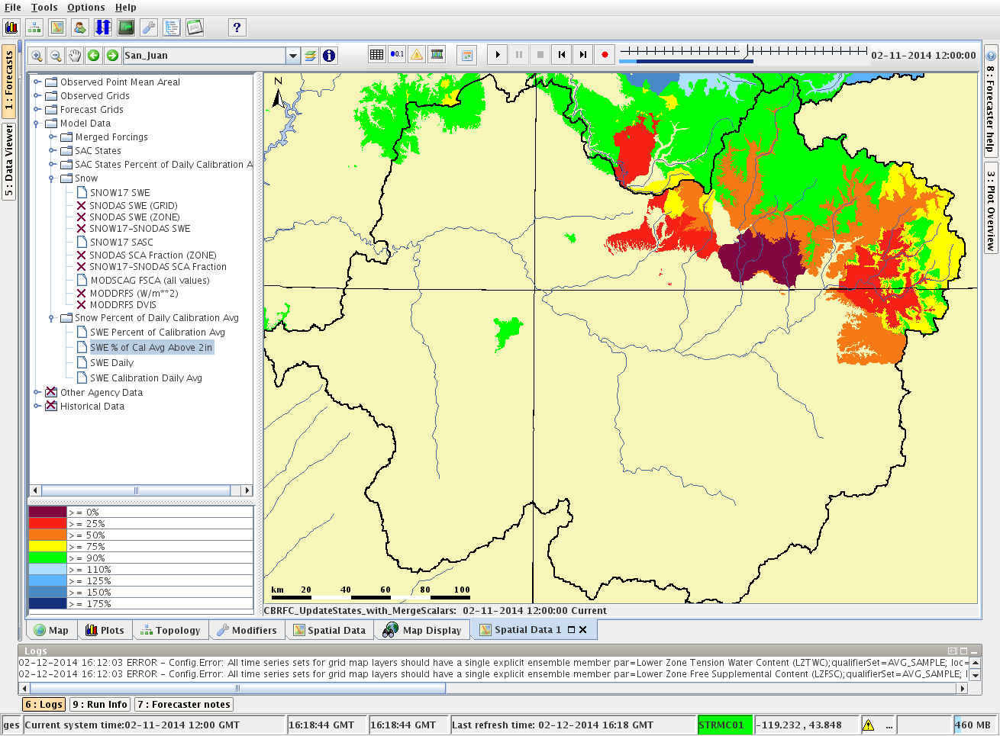 File Tools Options Help
San_Juan
0.1
02-11-2014 12:00:00
1 : Forecasts
5 : Data Viewer
8 : Forecaster help
3 : Plot Overview
Observed Point Mean Areal
Observed Grids
Forecast Grids
Model Data
Merged Forcings
SAC States
SAC States Percent of Daily Calibration A
Snow
SNOW17 SWE
SNODAS SWE (GRID)
SNODAS SWE (ZONE)
SNOW17-SNODAS SWE
SNOW17 SASC
SNODAS SCA Fraction (ZONE)
SNOW17-SNODAS SCA Fraction
MODSCAG FSCA (all values)
MODDRFS (W/m**2)
MODDRFS DVIS
Snow Percent of Daily Calibration Avg
SWE Percent of Calibration Avg
SWE % of Cal Avg Above 2in
SWE Daily
SWE Calibration Daily Avg
Other Agency Data
Historical Data
>= 0%
>= 25%
>= 50%
>= 75%
>= 90%
>= 110%
>= 125%
>= 150%
>= 175%
N
km 20 40 60 80 100
CBRFC_UpdateStates_with_MergeScalars: 02-11-2014 12:00:00 Current
Map Plots Topology Modifiers Spatial Data Map Display Spatial Data 1
Logs
02-12-2014 16:12:03 ERROR - Config.Error: All time series sets for grid map layers should have a single explicit ensemble member par=Lower Zone Tension Water Content (LZTWC);qualifierSet=AVG_SAMPLE; loc=
02-12-2014 16:12:03 ERROR - Config.Error: All time series sets for grid map layers should have a single explicit ensemble member par=Lower Zone Free Supplemental Content (LZFSC);qualifierSet=AVG_SAMPLE; l
6 : Logs 9 : Run Info 7 : Forecaster notes
ges Current system time:02-11-2014 12:00 GMT 16:18:44 GMT 16:18:44 GMT Last refresh time: 02-12-2014 16:18 GMT STRMC01 -119.232 , 43.848 ... 460 MB